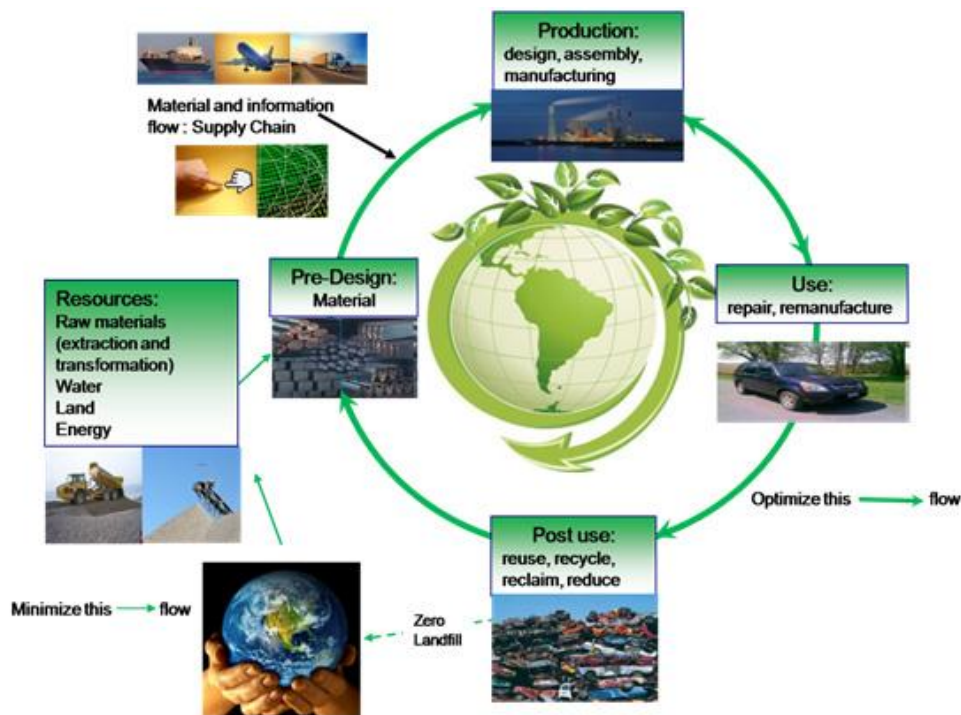 Production:
design, assembly,
manufacturing
Material and information
flow : Supply Chain
Pre-Design:
Material
Use:
repair, remanufacture
Resources:
Raw materials
(extraction and
transformation)
Water
Land
Energy
Optimize this
flow
Post use:
reuse, recycle,
reclaim, reduce
Minimize this
flow
Zero
Landfill